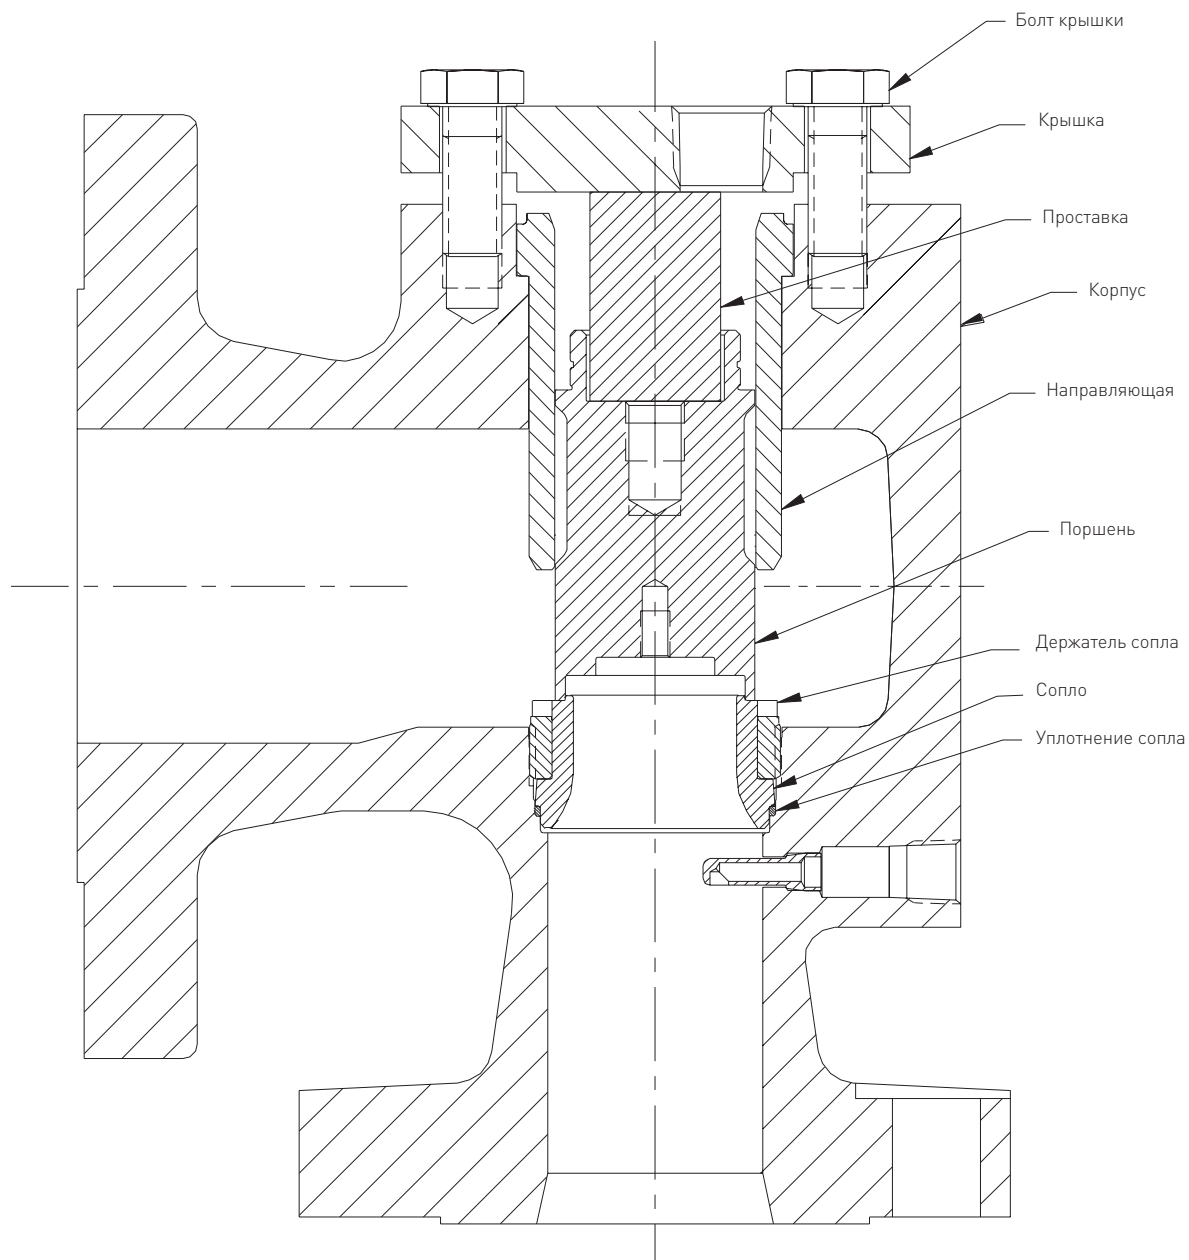 Болт крышки
Крышка
Проставка
Корпус
Направляющая
Поршень
Держатель сопла
Сопло
Уплотнение сопла